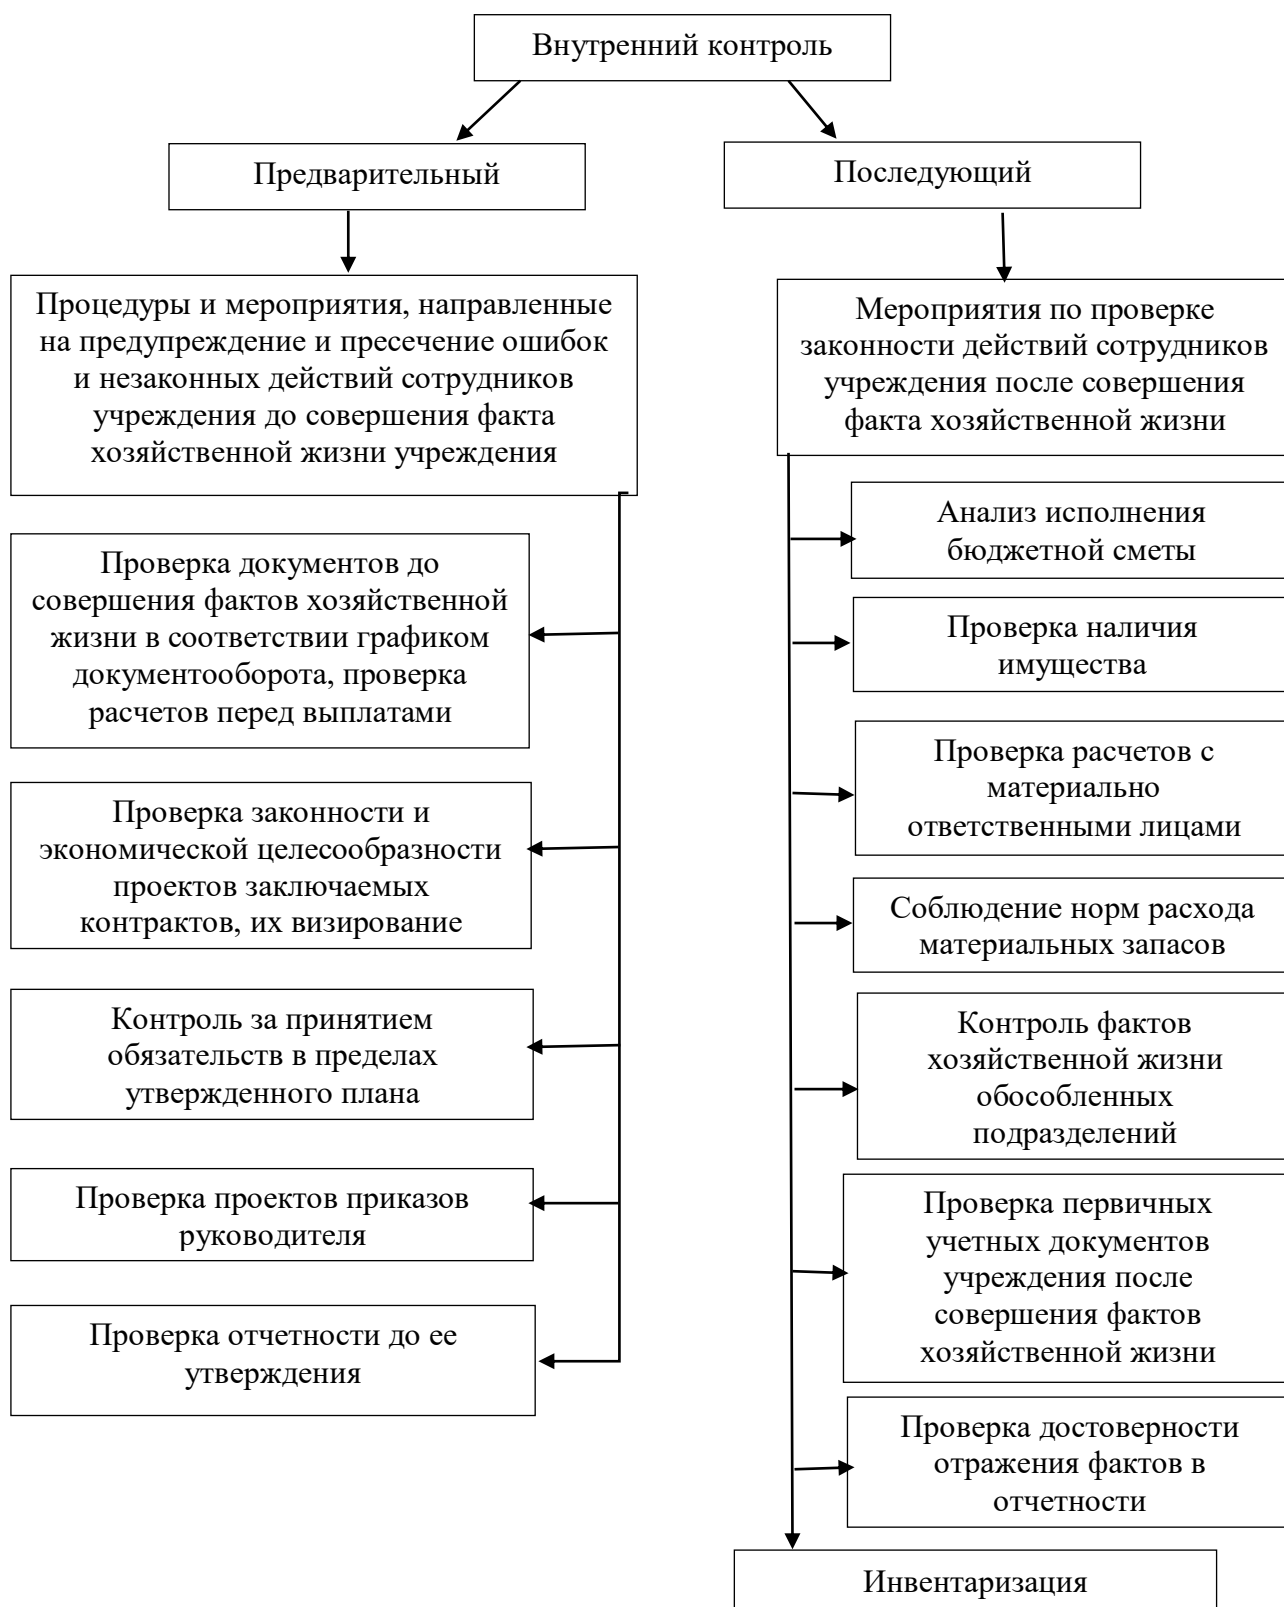 Внутренний контроль
Предварительный
Последующий
Процедуры и мероприятия, направленные
на предупреждение и пресечение ошибок
и незаконных действий сотрудников
учреждения до совершения факта
хозяйственной жизни учреждения
Мероприятия по проверке
законности действий сотрудников
учреждения после совершения
факта хозяйственной жизни
Проверка документов до
совершения фактов хозяйственной
жизни в соответствии графиком
документооборота, проверка
расчетов перед выплатами
Проверка законности и
экономической целесообразности
проектов заключаемых
контрактов, их визирование
Контроль за принятием
обязательств в пределах
утвержденного плана
Проверка проектов приказов
руководителя
Проверка отчетности до ее
утверждения
Анализ исполнения
бюджетной сметы
Проверка наличия
имущества
Проверка расчетов с
материально
ответственными лицами
Соблюдение норм расхода
материальных запасов
Контроль фактов
хозяйственной жизни
обособленных
подразделений
Проверка первичных
учетных документов
учреждения после
совершения фактов
хозяйственной жизни
Проверка достоверности
отражения фактов в
отчетности
Инвентаризация